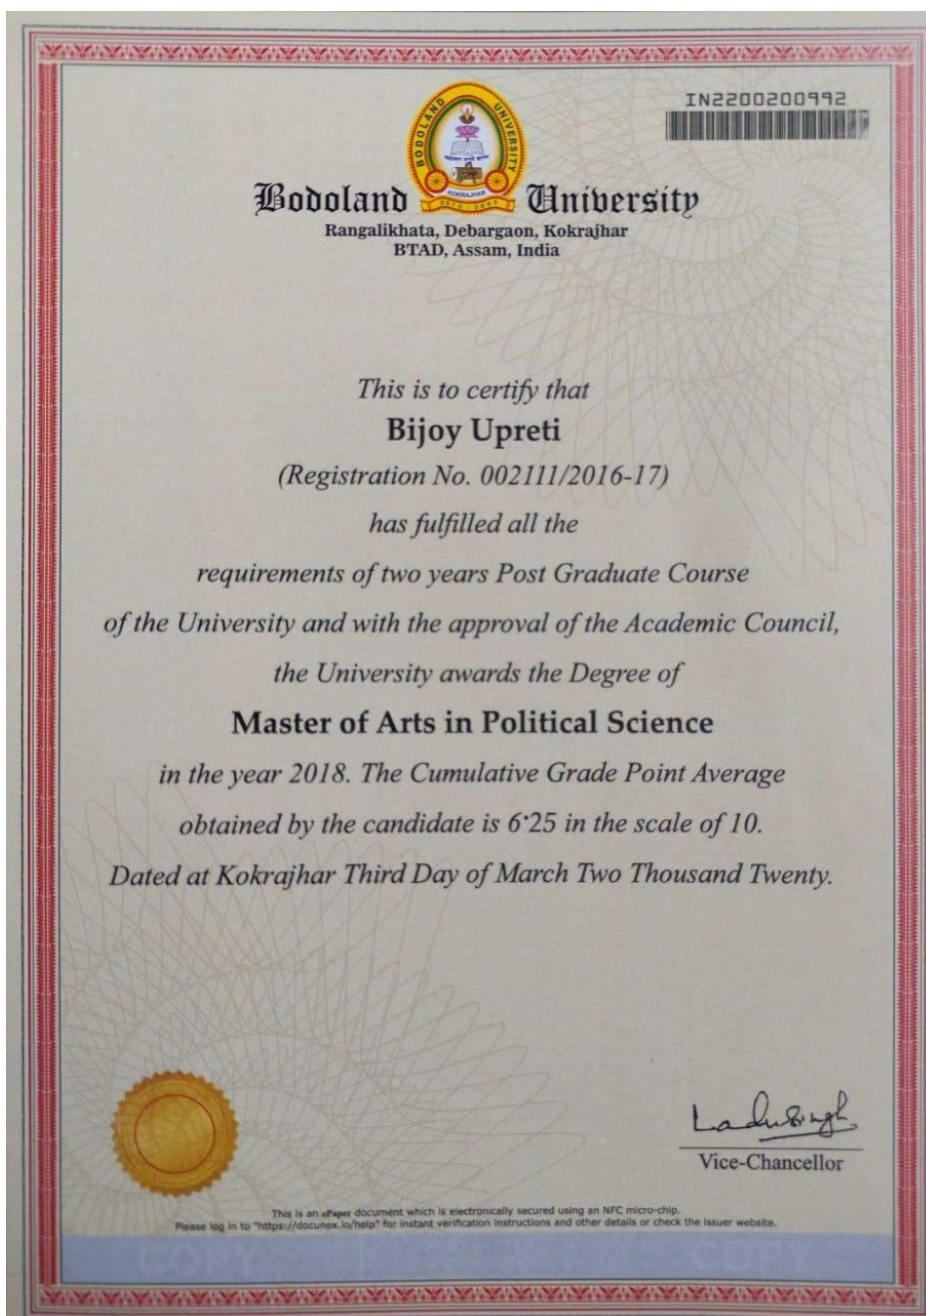 IN2200200992
BODOLAND UNIVERSITY
KOKRAJHAR
Bodoland University
Rangalikhata, Debargaon, Kokrajhar
BTAD, Assam, India
This is to certify that
Bijoy Upreti
(Registration No. 002111/2016-17)
has fulfilled all the
requirements of two years Post Graduate Course
of the University and with the approval of the Academic Council,
the University awards the Degree of
Master of Arts in Political Science
in the year 2018. The Cumulative Grade Point Average
obtained by the candidate is 6·25 in the scale of 10.
Dated at Kokrajhar Third Day of March Two Thousand Twenty.
Vice-Chancellor
This is an ePaper document which is electronically secured using an NFC micro-chip.
Please log in to "https://docunex.io/help" for instant verification instructions and other details or check the issuer website.
COPY COPY